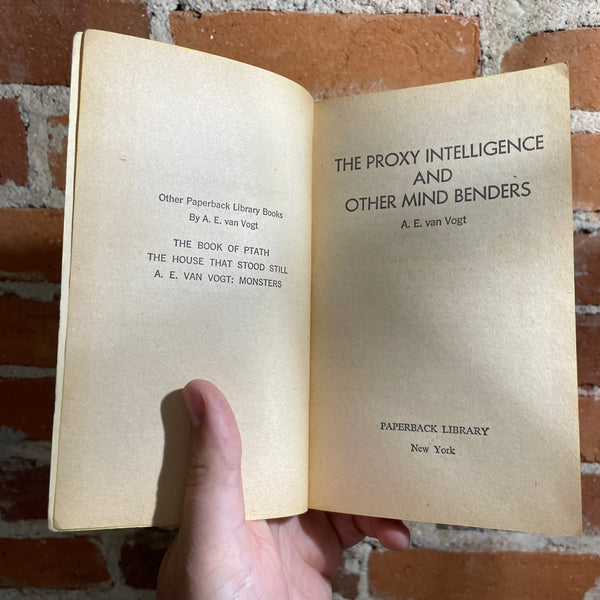 Other Paperback Library Books
By A. E. van Vogt
THE BOOK OF PTATH
THE HOUSE THAT STOOD STILL
A. E. VAN VOGT: MONSTERS
THE PROXY INTELLIGENCE
AND
OTHER MIND BENDERS
A. E. van Vogt
PAPERBACK LIBRARY
New York